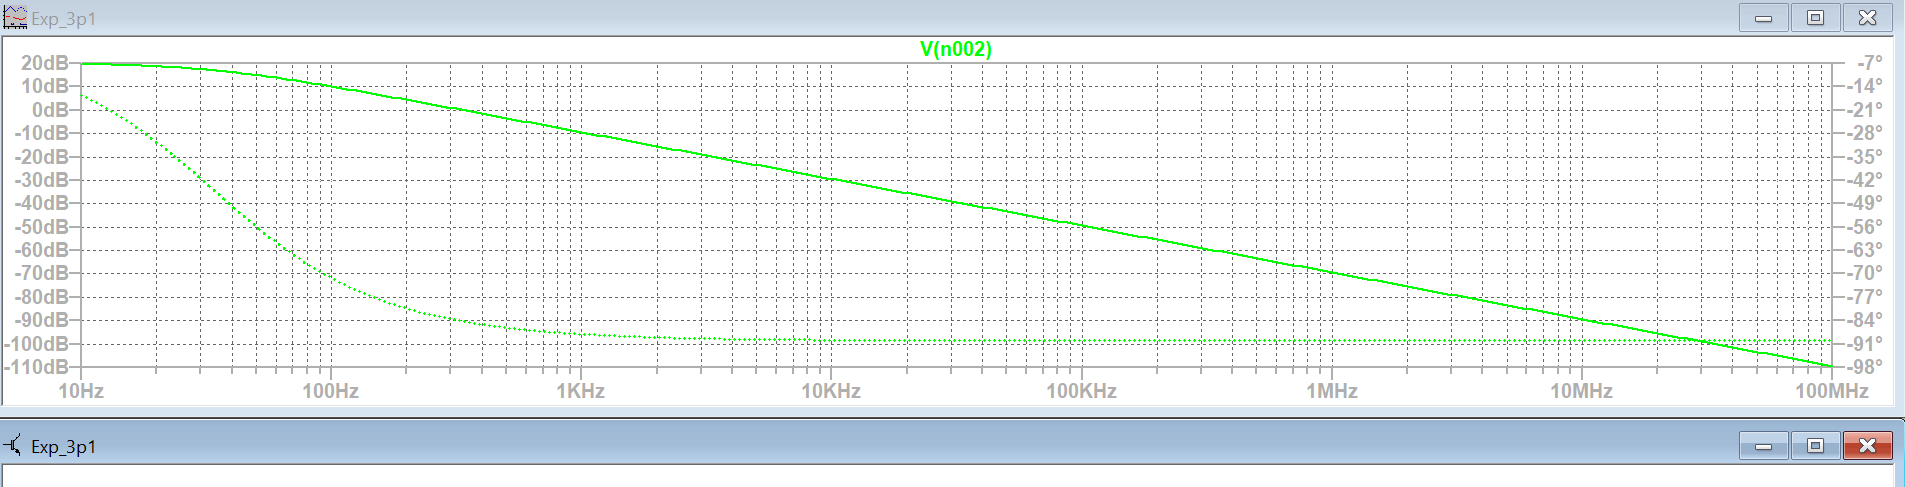 Exp_3p1
V(n002)
20dB -7°
10dB -14°
0dB -21°
-10dB -28°
-20dB -35°
-30dB -42°
-40dB -49°
-50dB -56°
-60dB -63°
-70dB -70°
-80dB -77°
-90dB -84°
-100dB -91°
-110dB -98°
10Hz 100Hz 1KHz 10KHz 100KHz 1MHz 10MHz 100MHz
Exp_3p1